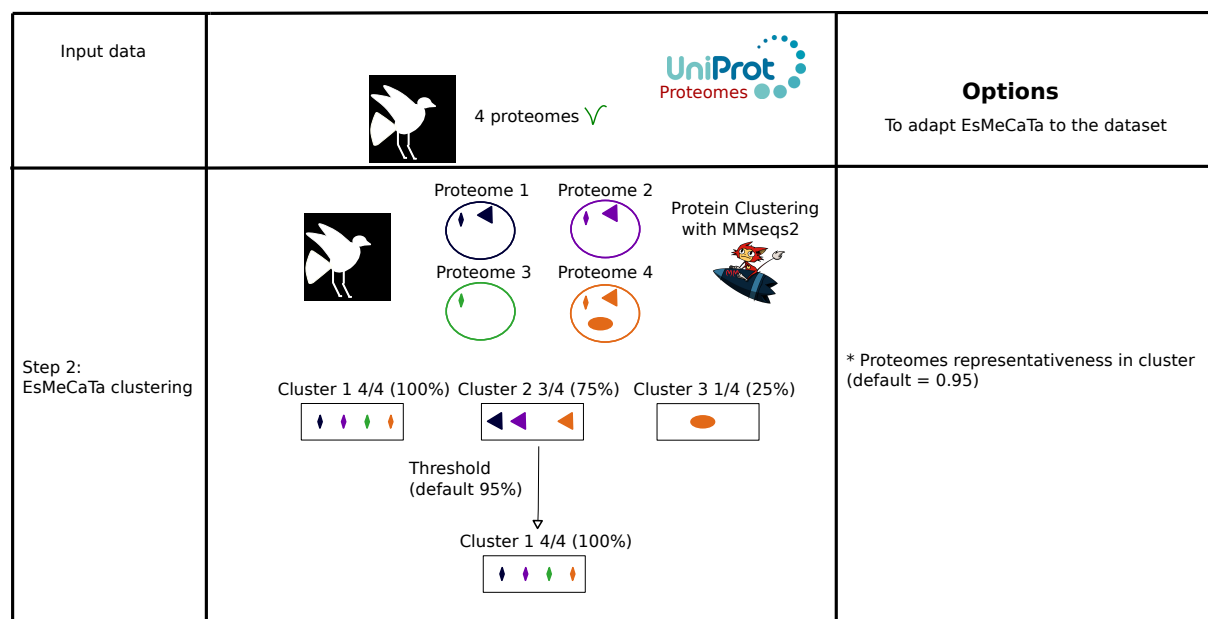 Input data
4 proteomes
UniProt
Proteomes
Options
To adapt EsMeCaTa to the dataset
Step 2:
EsMeCaTa clustering
Proteome 1
Proteome 2
Proteome 3
Proteome 4
Protein Clustering
with MMseqs2
Cluster 1 4/4 (100%)
Cluster 2 3/4 (75%)
Cluster 3 1/4 (25%)
Threshold
(default 95%)
Cluster 1 4/4 (100%)
* Proteomes representativeness in cluster
(default = 0.95)